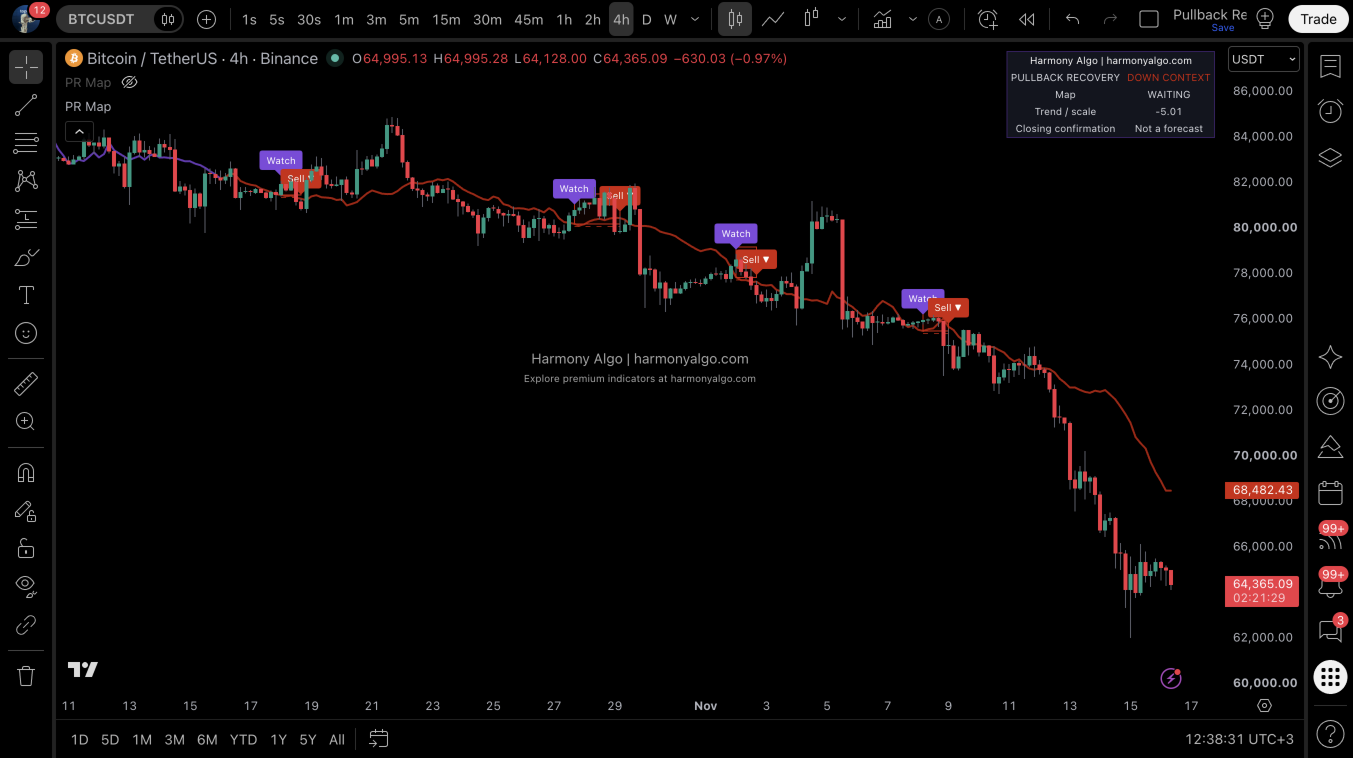 12
BTCUSDT
1s 5s 30s 1m 3m 5m 15m 30m 45m 1h 2h 4h D W
A
Pullback Re
Save
Trade
Bitcoin / TetherUS · 4h · Binance O64,995.13 H64,995.28 L64,128.00 C64,365.09 −630.03 (−0.97%)
PR Map
PR Map
Harmony Algo | harmonyalgo.com
PULLBACK RECOVERY DOWN CONTEXT
Map WAITING
Trend / scale -5.01
Closing confirmation Not a forecast
USDT
86,000.00
84,000.00
82,000.00
80,000.00
78,000.00
76,000.00
74,000.00
72,000.00
70,000.00
68,482.43
68,000.00
66,000.00
64,365.09
02:21:29
62,000.00
60,000.00
Watch
Sell
Watch
Sell
Watch
Sell ▼
Watch
Sell ▼
Harmony Algo | harmonyalgo.com
Explore premium indicators at harmonyalgo.com
99+
99+
3
11 13 15 17 19 21 23 25 27 29 Nov 3 5 7 9 11 13 15 17
1D 5D 1M 3M 6M YTD 1Y 5Y All
12:38:31 UTC+3